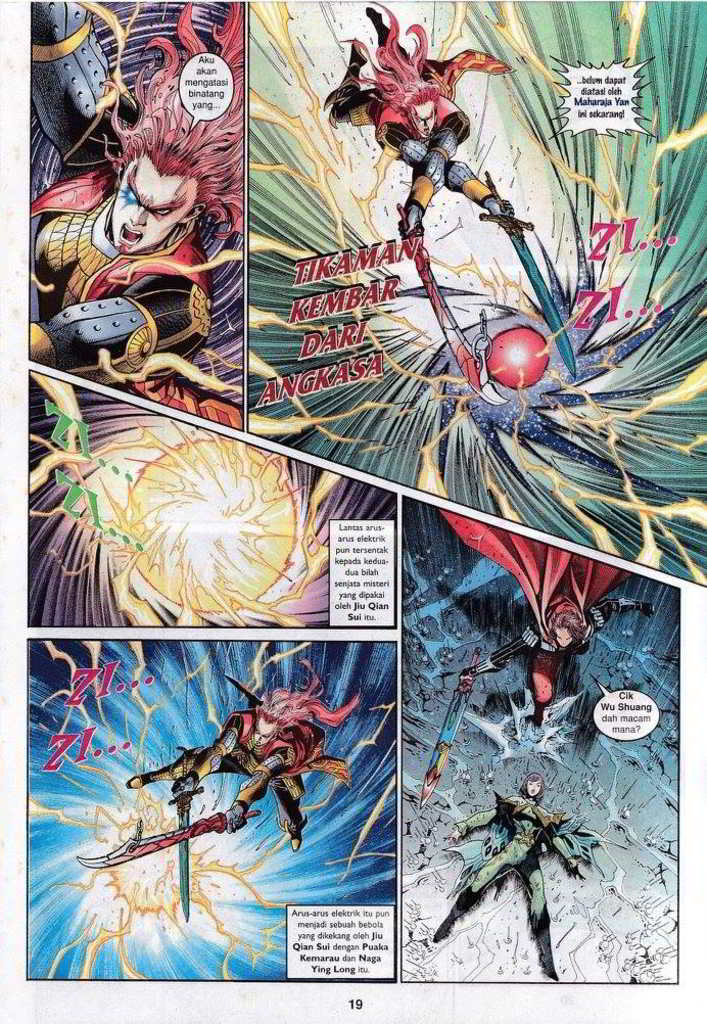 Aku
akan
mengatasi
binatang
yang...
...belum dapat
diatasi oleh
Maharaja Yan
ini sekarang!
ZI...
ZI...
TIKAMAN
KEMBAR
DARI
ANGKASA
ZI...
ZI...
Lantas arus-
arus elektrik
pun tersentak
kepada kedua-
dua bilah
senjata misteri
yang dipakai
oleh Jiu Qian
Sui itu.
ZI...
ZI...
Arus-arus elektrik itu pun
menjadi sebuah bebola
yang dikekang oleh Jiu
Qian Sui dengan Puaka
Kemarau dan Naga
Ying Long itu.
Cik
Wu Shuang
dah macam
mana?
19